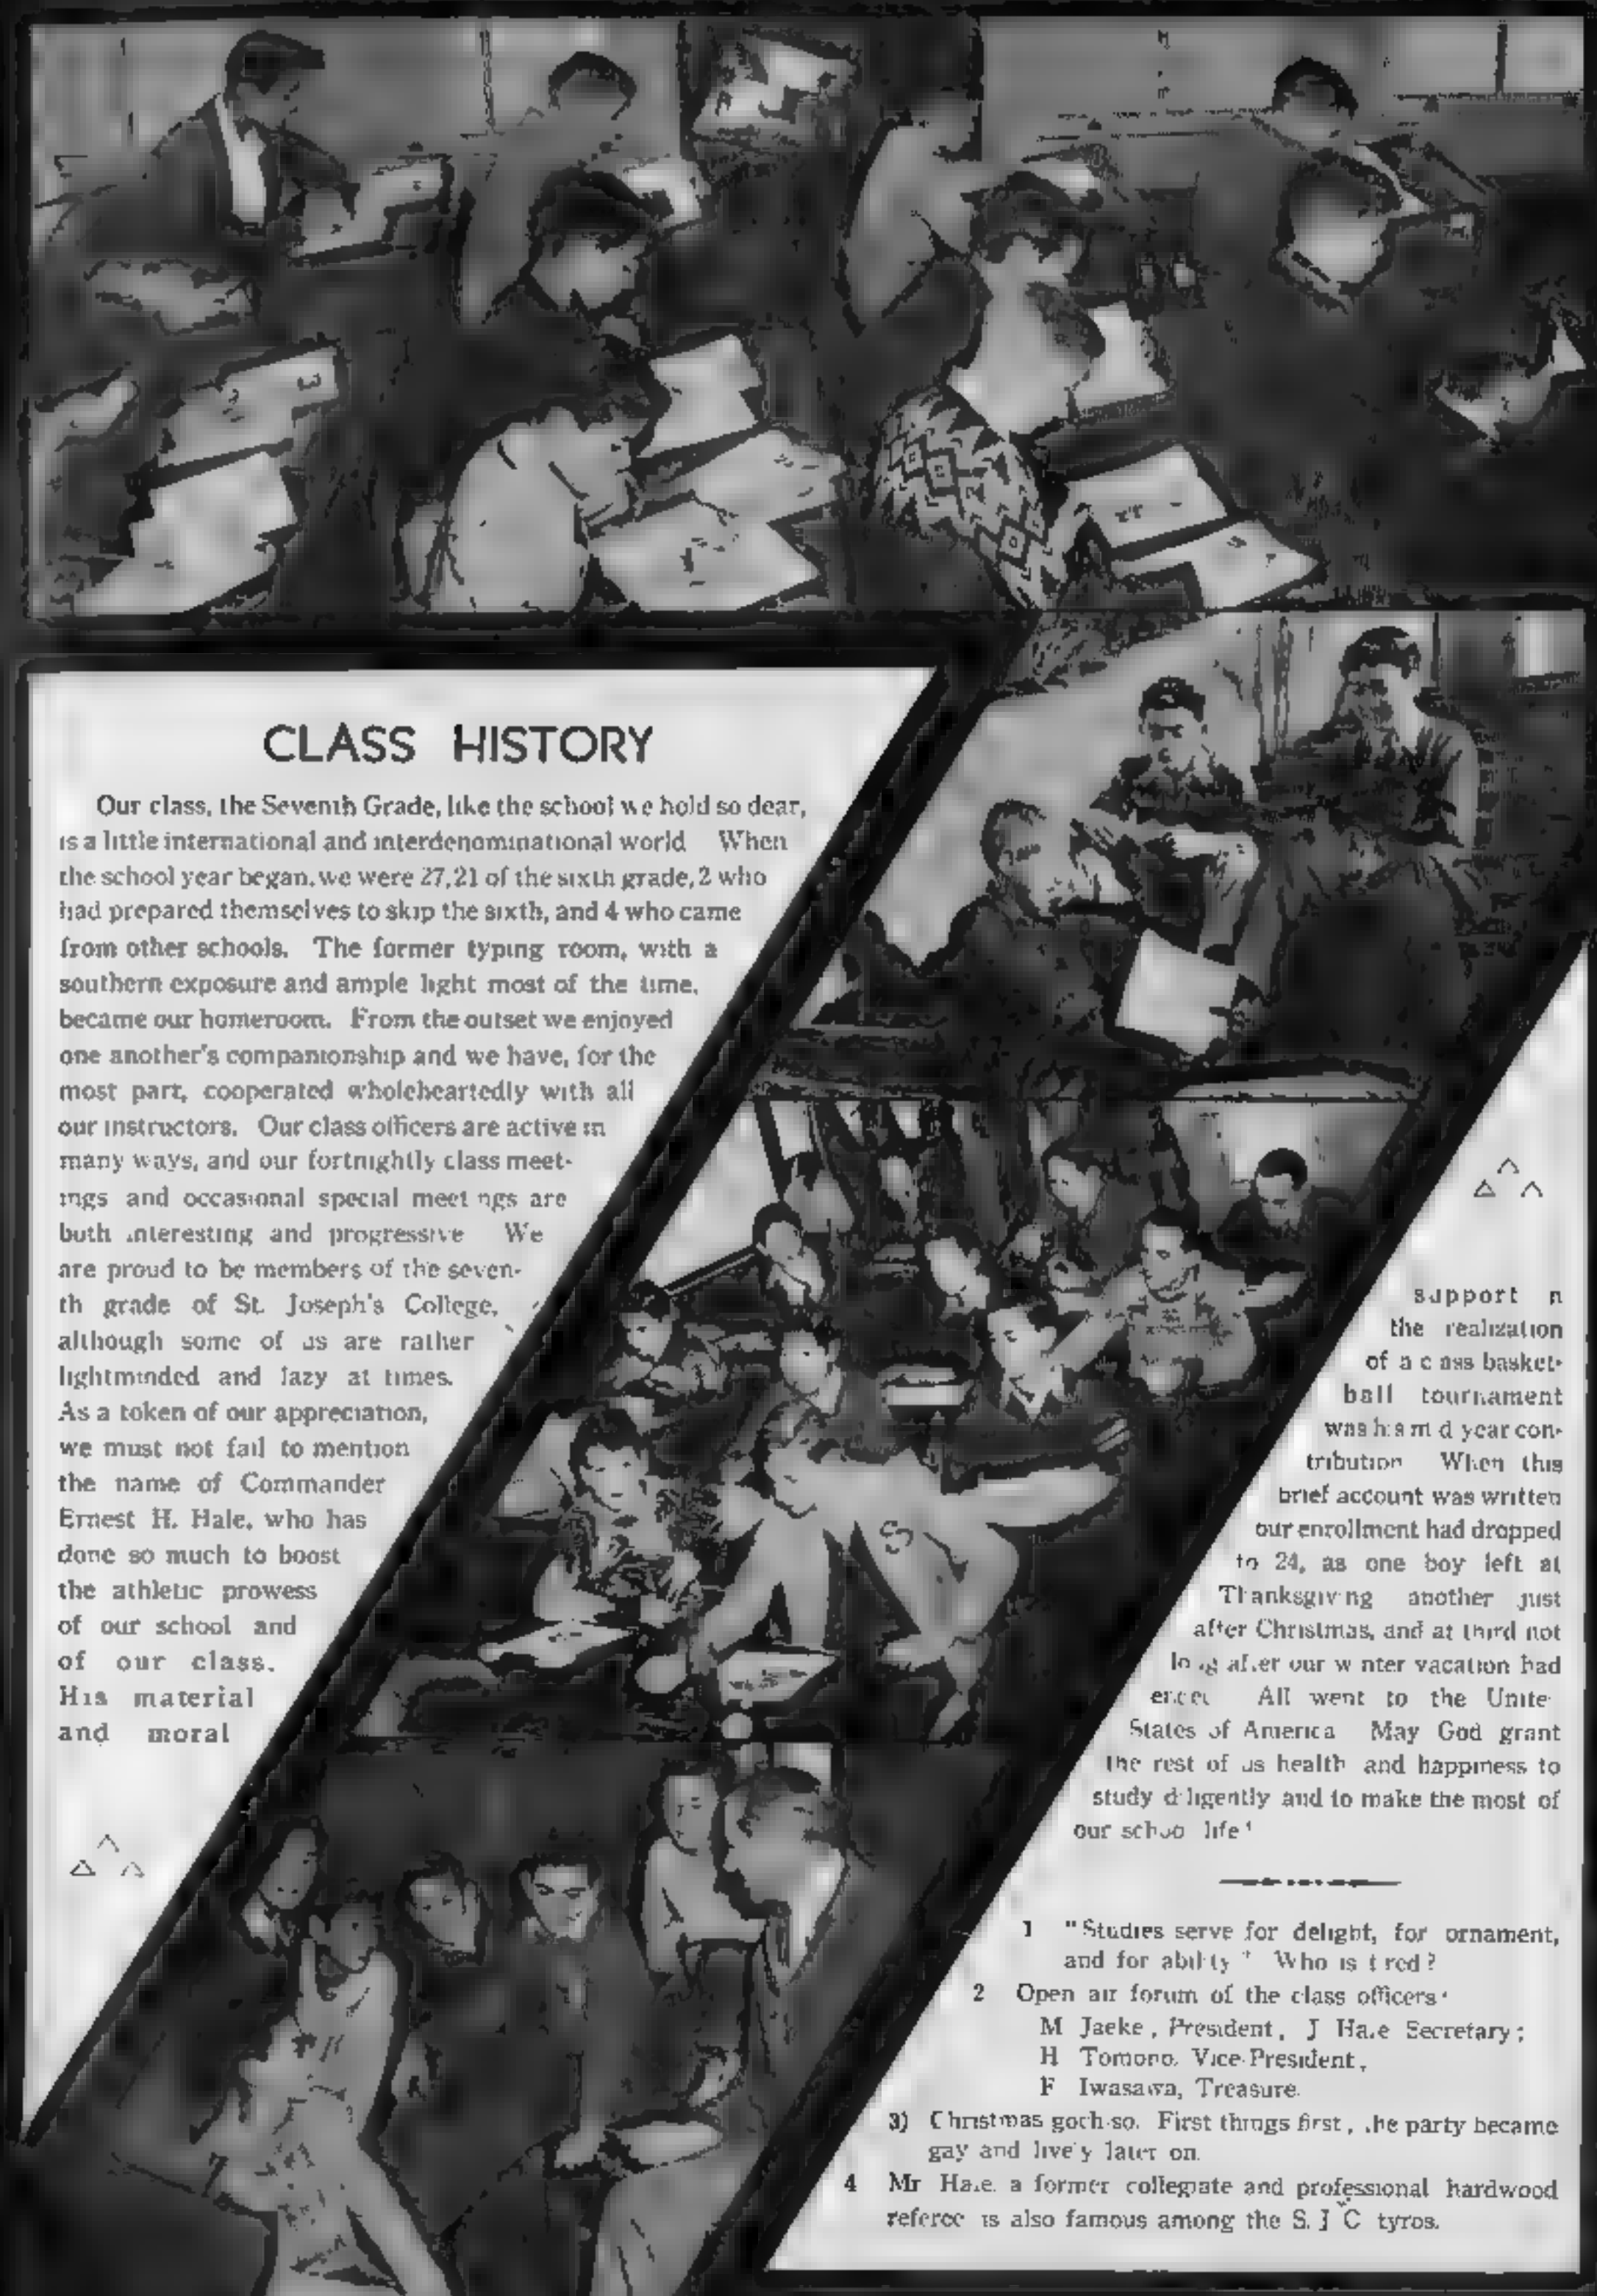 CLASS HISTORY
Our class, the Seventh Grade, like the school we hold so dear,
is a little international and interdenominational world When
the school year began, we were 27, 21 of the sixth grade, 2 who
had prepared themselves to skip the sixth, and 4 who came
from other schools. The former typing room, with a
southern exposure and ample light most of the time,
became our homeroom. From the outset we enjoyed
one another's companionship and we have, for the
most part, cooperated wholeheartedly with all
our instructors. Our class officers are active in
many ways, and our fortnightly class meet-
ings and occasional special meetings are
both interesting and progressive We
are proud to be members of the seven-
th grade of St. Joseph's College,
although some of us are rather
lightminded and lazy at times.
As a token of our appreciation,
we must not fail to mention
the name of Commander
Ernest H. Hale, who has
done so much to boost
the athletic prowess
of our school and
of our class.
His material
and moral
support in
the realization
of a class basket-
ball tournament
was his mid year con-
tribution When this
brief account was written
our enrollment had dropped
to 24, as one boy left at
Thanksgiving another just
after Christmas, and at third not
long after our winter vacation had
ended All went to the Unite
States of America May God grant
the rest of us health and happiness to
study diligently and to make the most of
our school life!
1 "Studies serve for delight, for ornament,
and for ability" Who is tired?
2 Open air forum of the class officers:
M Jaeke, President, J Hale Secretary;
H Tomono, Vice-President,
F Iwasawa, Treasure.
3) Christmas goch-so. First things first, the party became
gay and lively later on.
4 Mr Hale, a former collegiate and professional hardwood
referee is also famous among the S. J C tyros.